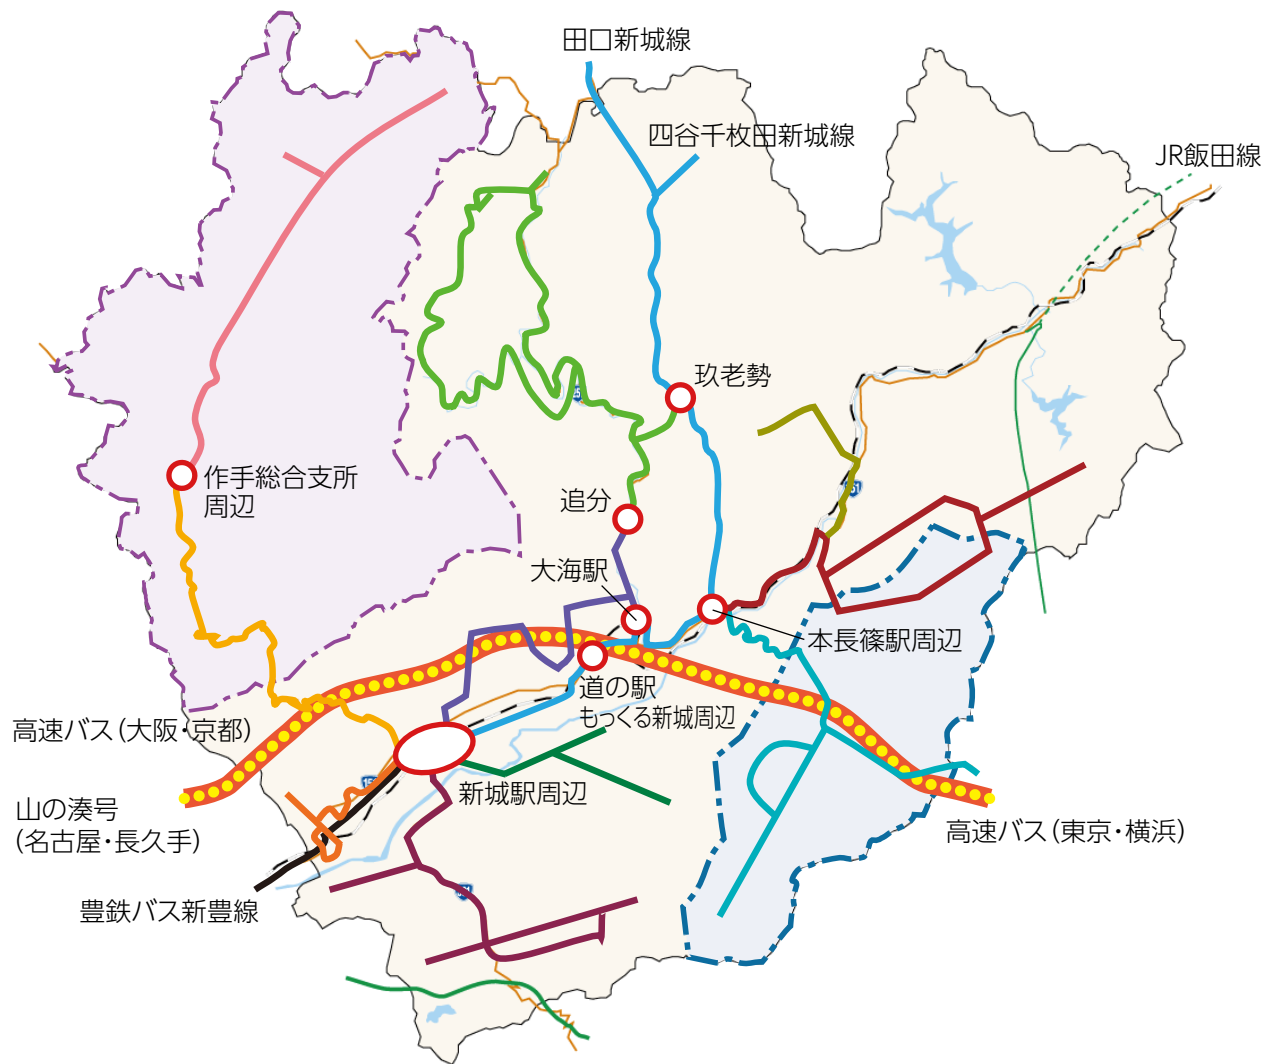 田口新城線
四谷千枚田新城線
JR飯田線
玖老勢
作手総合支所
周辺
追分
151
大海駅
本長篠駅周辺
道の駅
もっくる新城周辺
高速バス（大阪・京都）
新城駅周辺
山の湊号
（名古屋・長久手）
高速バス（東京・横浜）
豊鉄バス新豊線